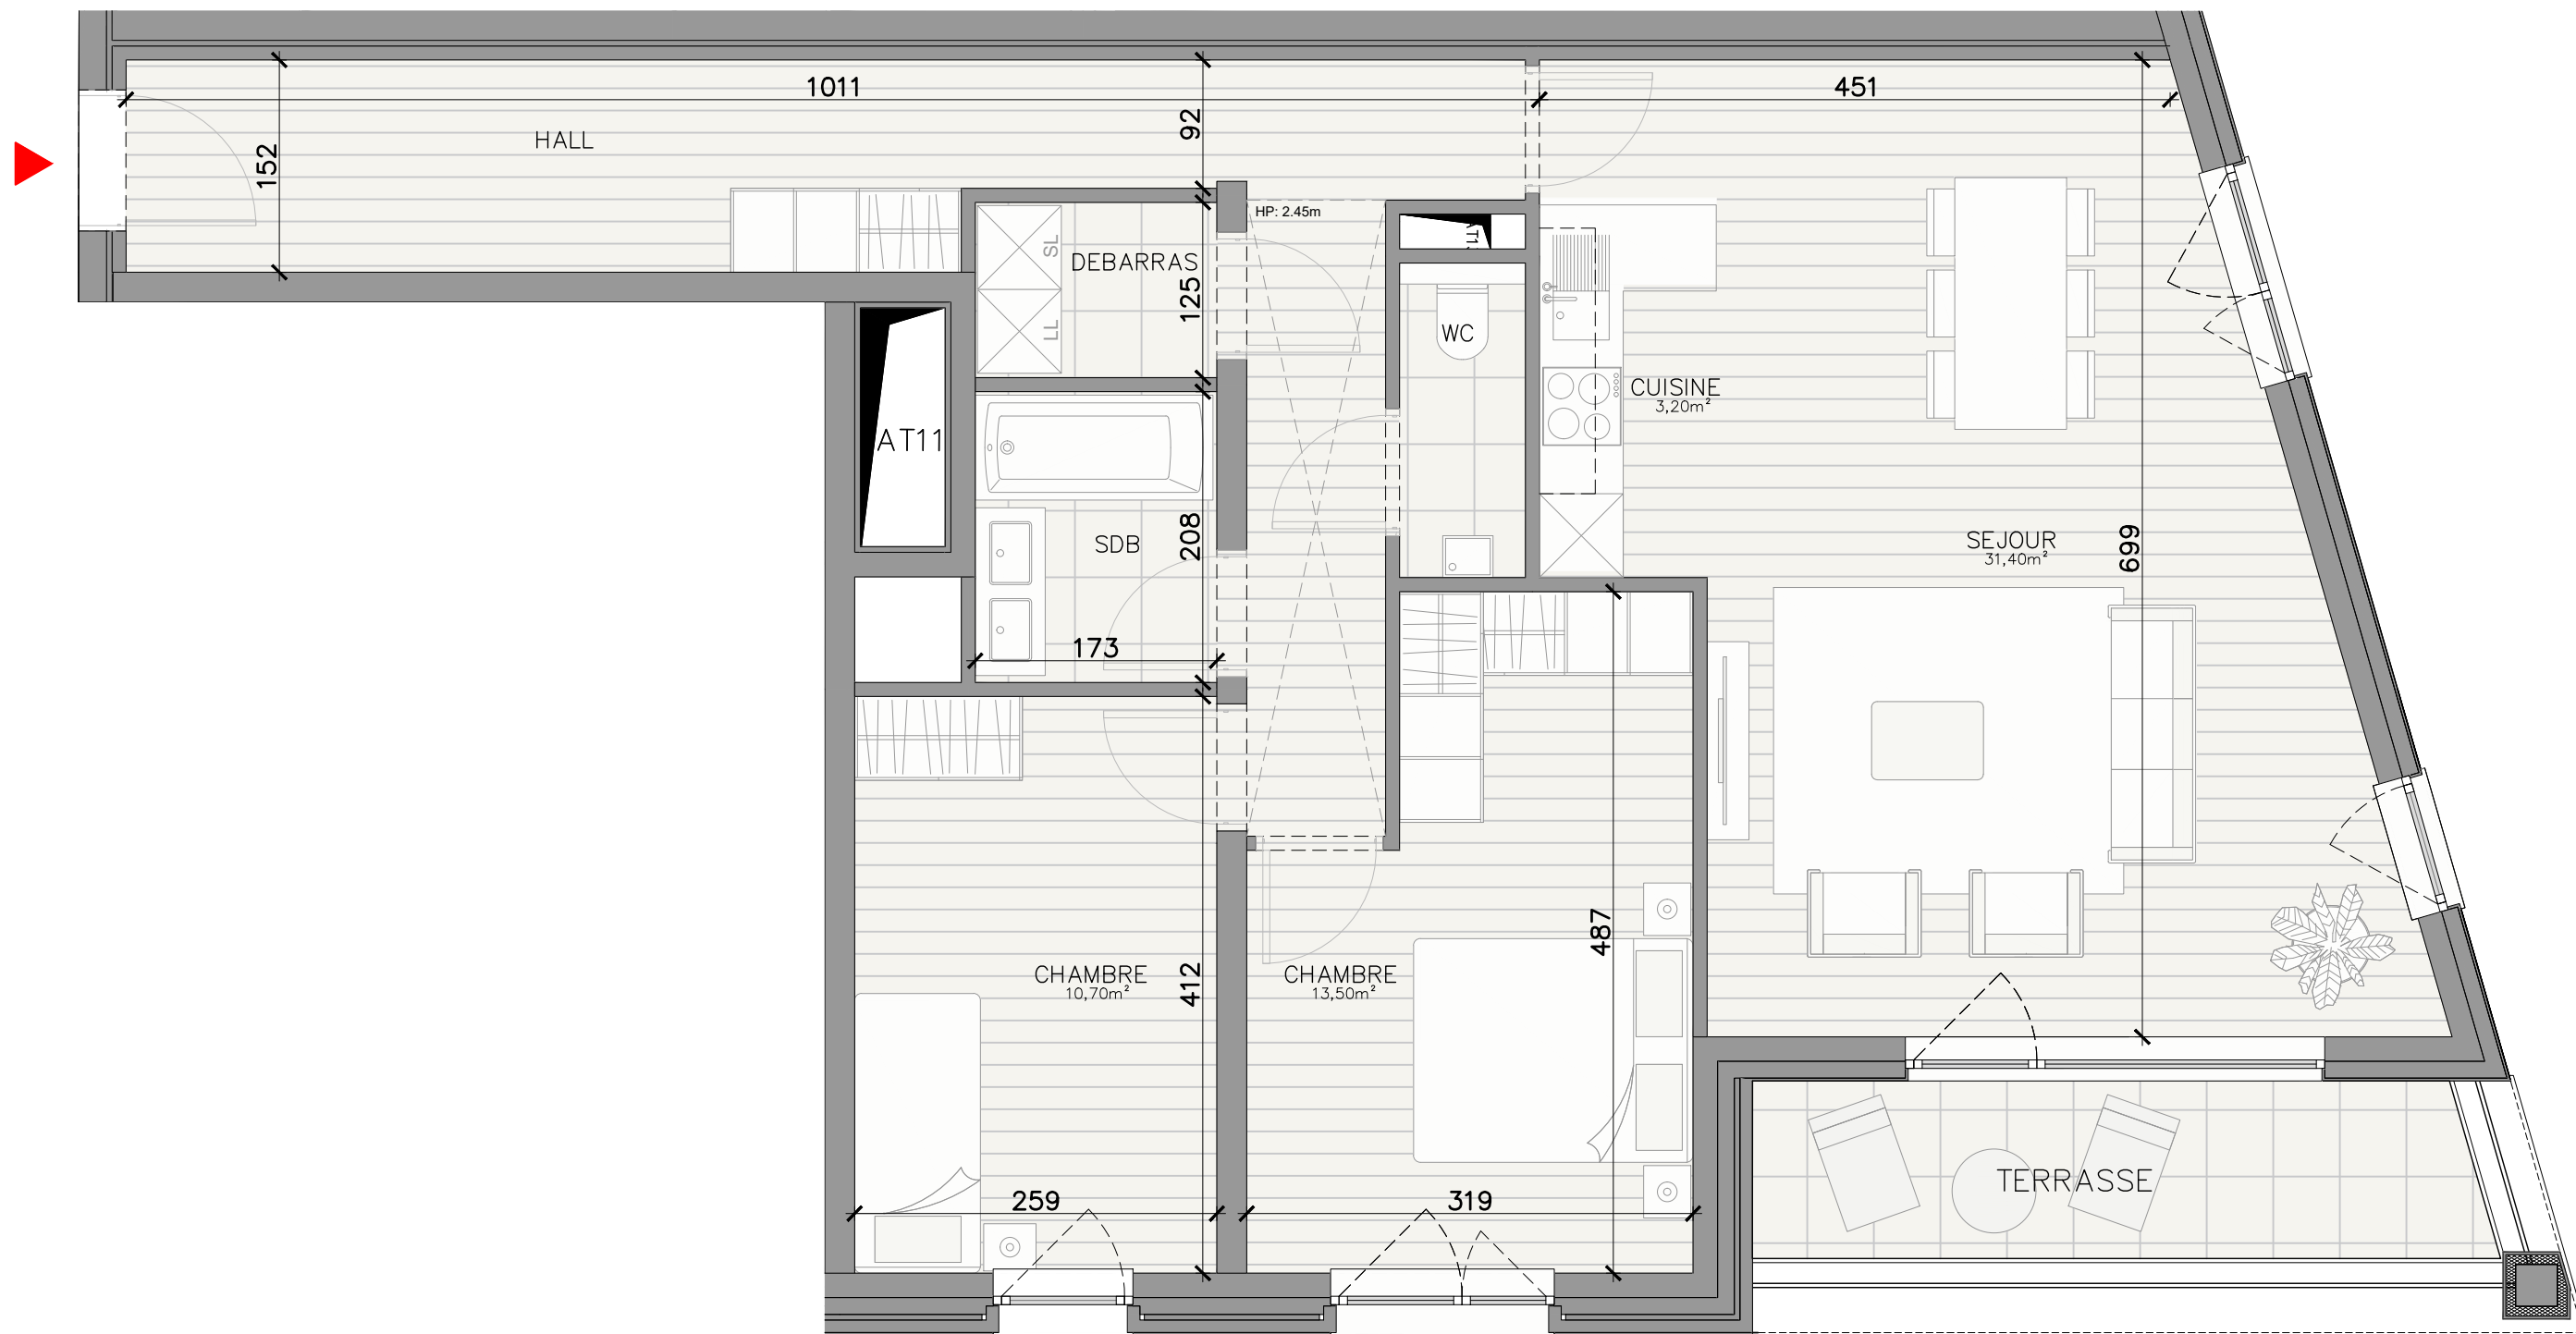 1011
451
92
HALL
152
HP: 2.45m
SL
DEBARRAS
125
LL
WC
CUISINE
3,20m²
AT11
SDB
208
SEJOUR
31,40m²
699
173
487
CHAMBRE
10,70m²
412
CHAMBRE
13,50m²
259
319
TERRASSE